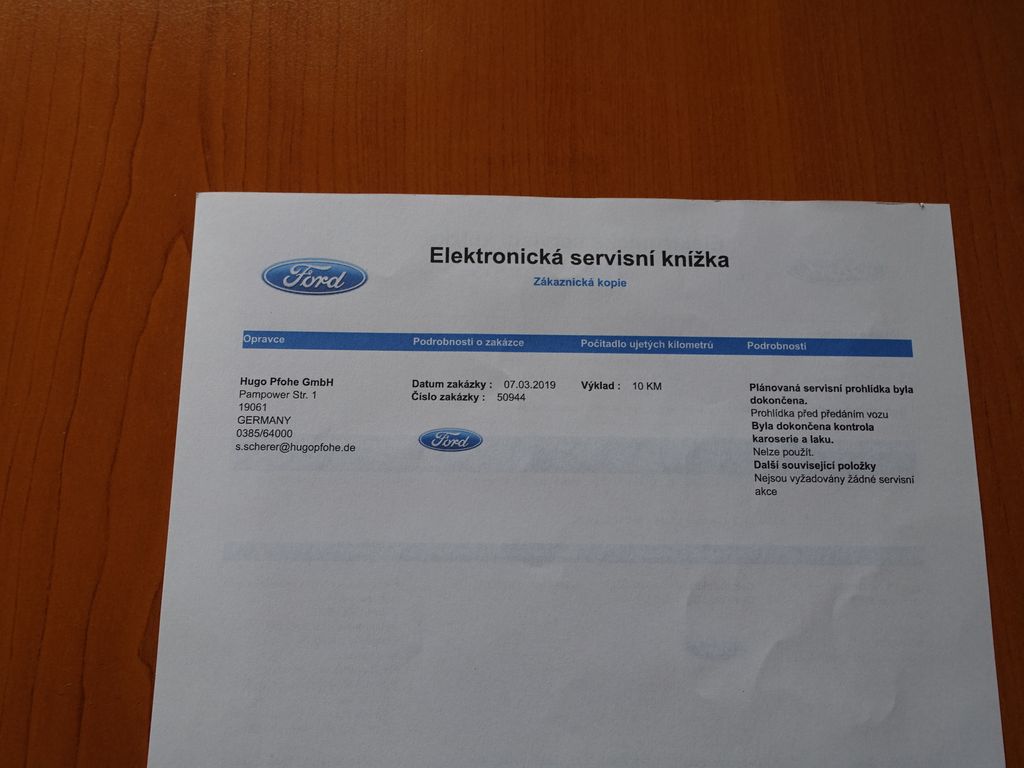 Ford
Elektronická servisní knížka
Zákaznická kopie
Opravce
Podrobnosti o zakázce
Počitadlo ujetých kilometrú
Podrobnosti
Hugo Pfohe GmbH
Pampower Str. 1
19061
GERMANY
0385/64000
s.scherer@hugopfohe.de
Datum zakázky : 07.03.2019
Číslo zakázky : 50944
Ford
Výklad : 10 KM
Plánovaná servisní prohlídka byla
dokončena.
Prohlídka před předáním vozu
Byla dokončena kontrola
karoserie a laku.
Nelze použít.
Další související položky
Nejsou vyžadovány žádné servisní
akce